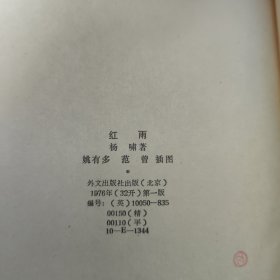 红 雨
杨 啸著
姚有多 范 曾 插图
*
外文出版社出版(北京)
1976年(32开)第一版
编号:(英)10050-835
00150(精)
00110(平)
10-E-1344